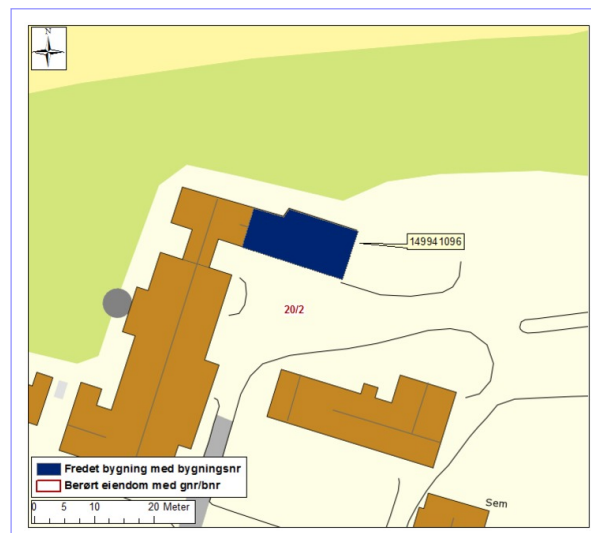 N
149941096
20/2
Fredet bygning med bygningsnr
Berørt eiendom med gnr/bnr
0 5 10 20 Meter
Sem